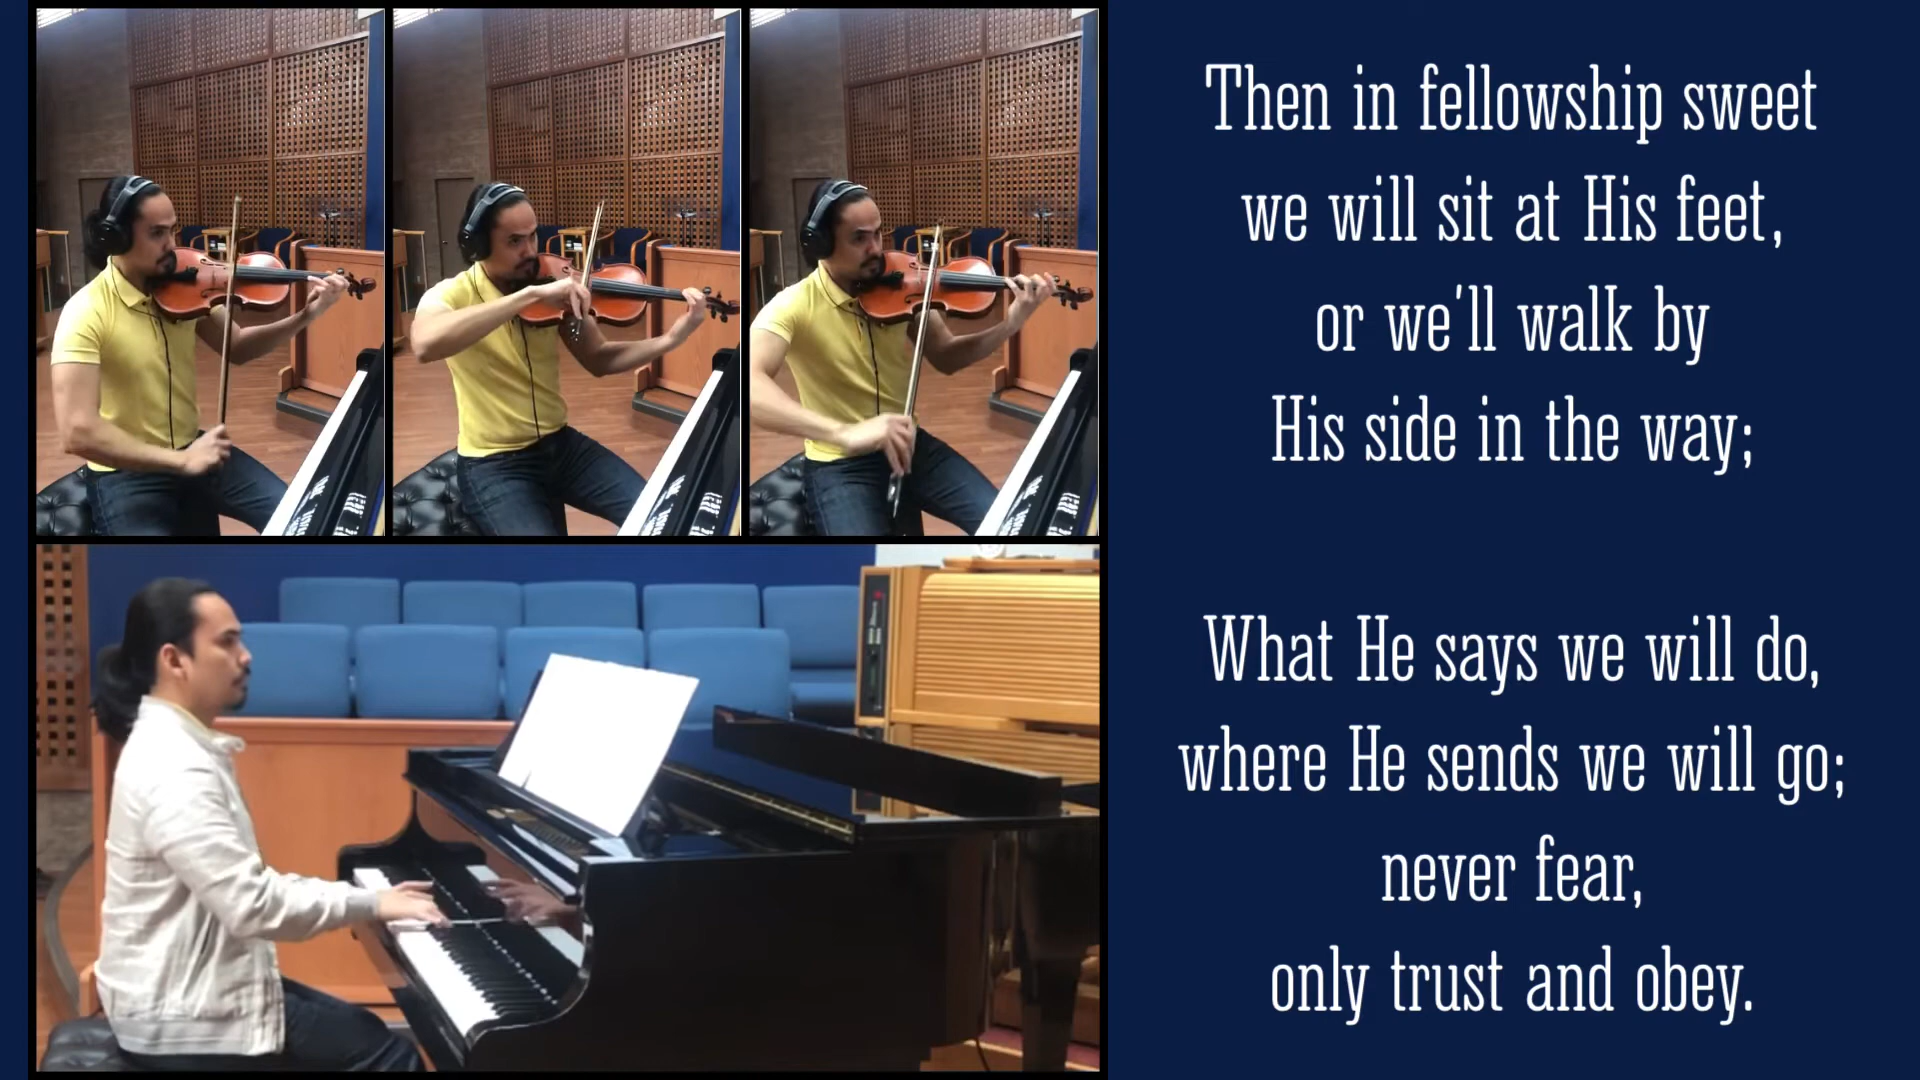 Then in fellowship sweet
we will sit at His feet,
or we'll walk by
His side in the way;
What He says we will do,
where He sends we will go;
never fear,
only trust and obey.